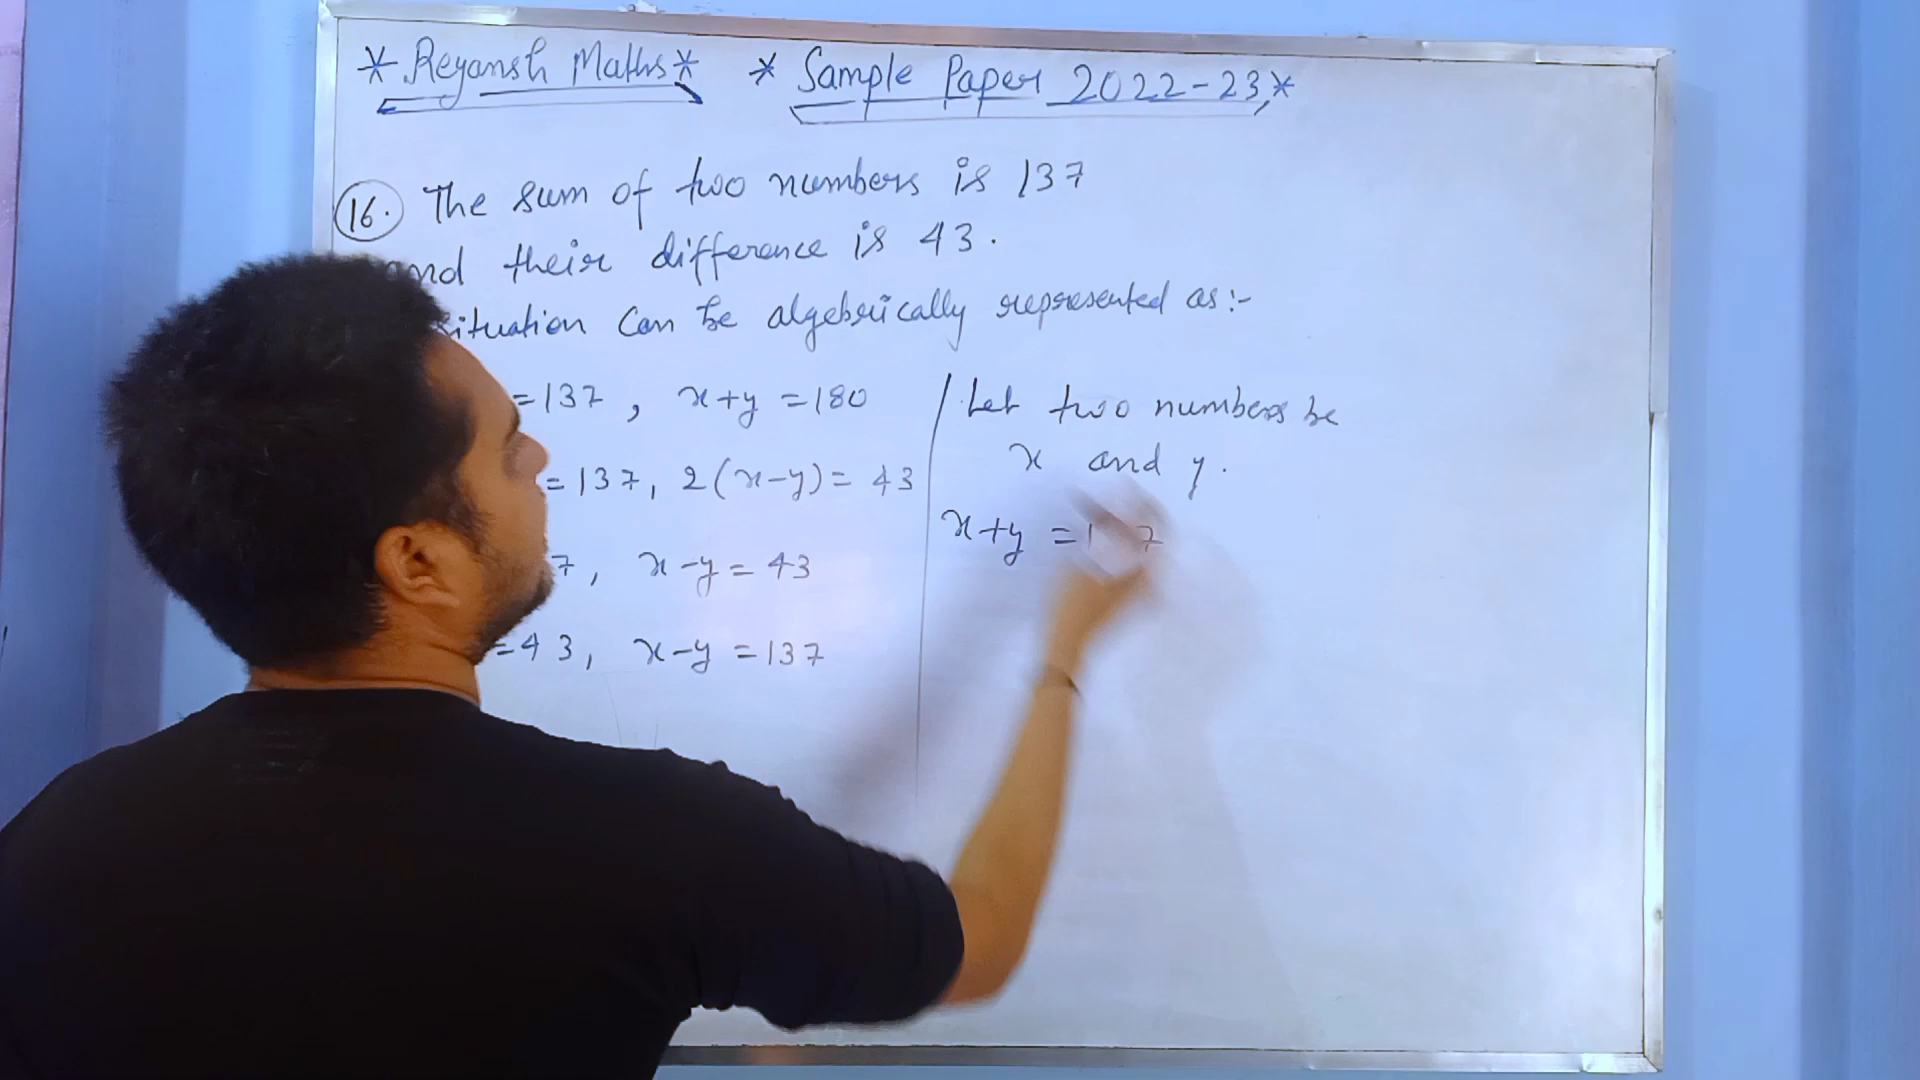 * Reyansh Maths * * Sample Paper 2022-23 *
16. The sum of two numbers is 137
and their difference is 43.
situation can be algebrically represented as :-
=137, x+y =180
=137, 2(x-y)= 43
7, x-y = 43
=43, x-y =137
Let two numbers be
x and y.
x+y =